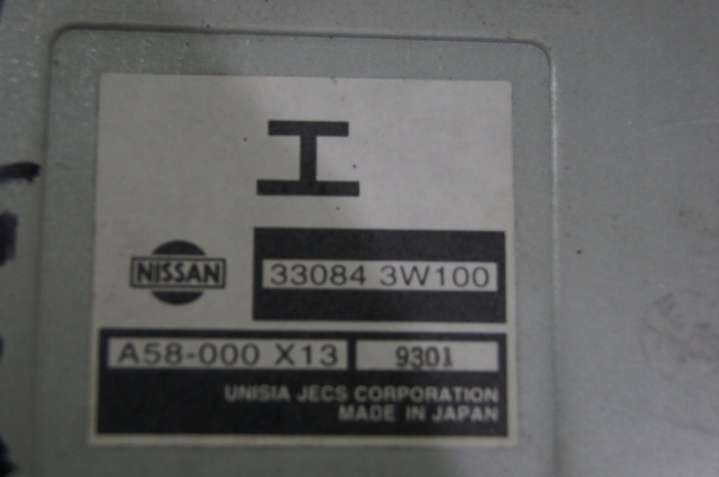 I
NISSAN
33084 3W100
A58-000 X13
9301
UNISIA JECS CORPORATION
MADE IN JAPAN